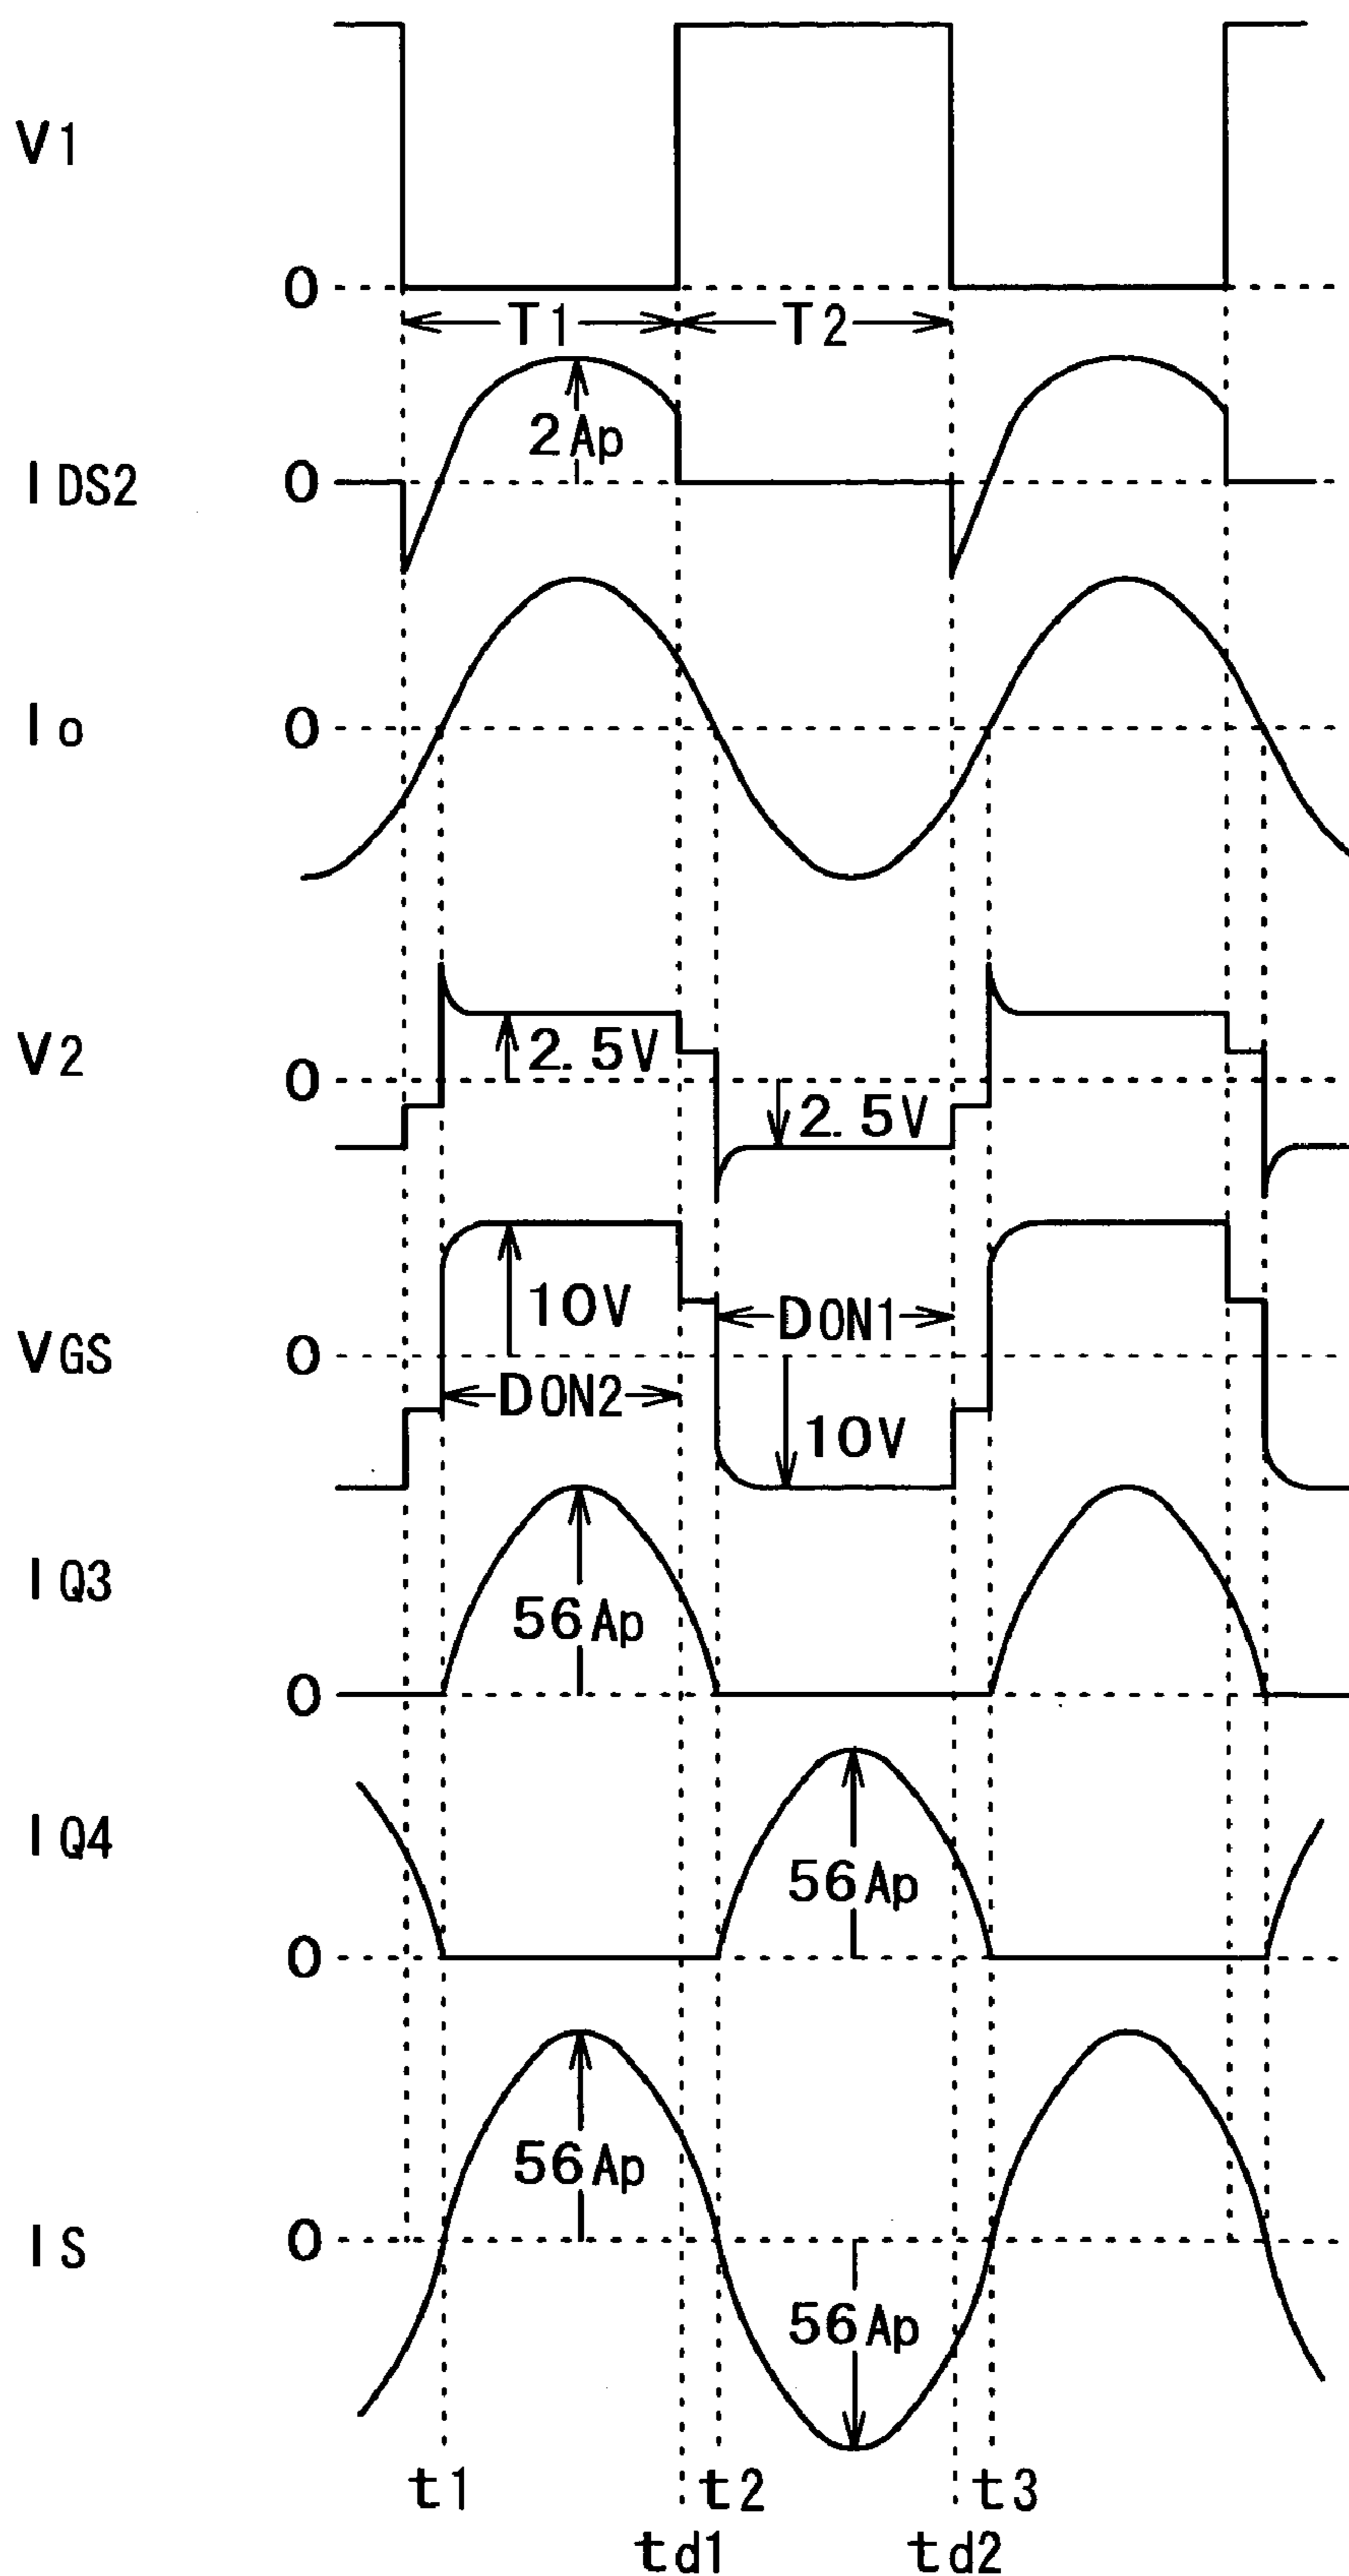 V1
0
T1 T2
2Ap
IDS2 0
Io 0
V2 2.5V
0
2.5V
10V DON1
VGS 0
DON2
10V
IQ3
56Ap
0
IQ4
56Ap
0
56Ap
IS 0
56Ap
t1 t2 t3
td1 td2